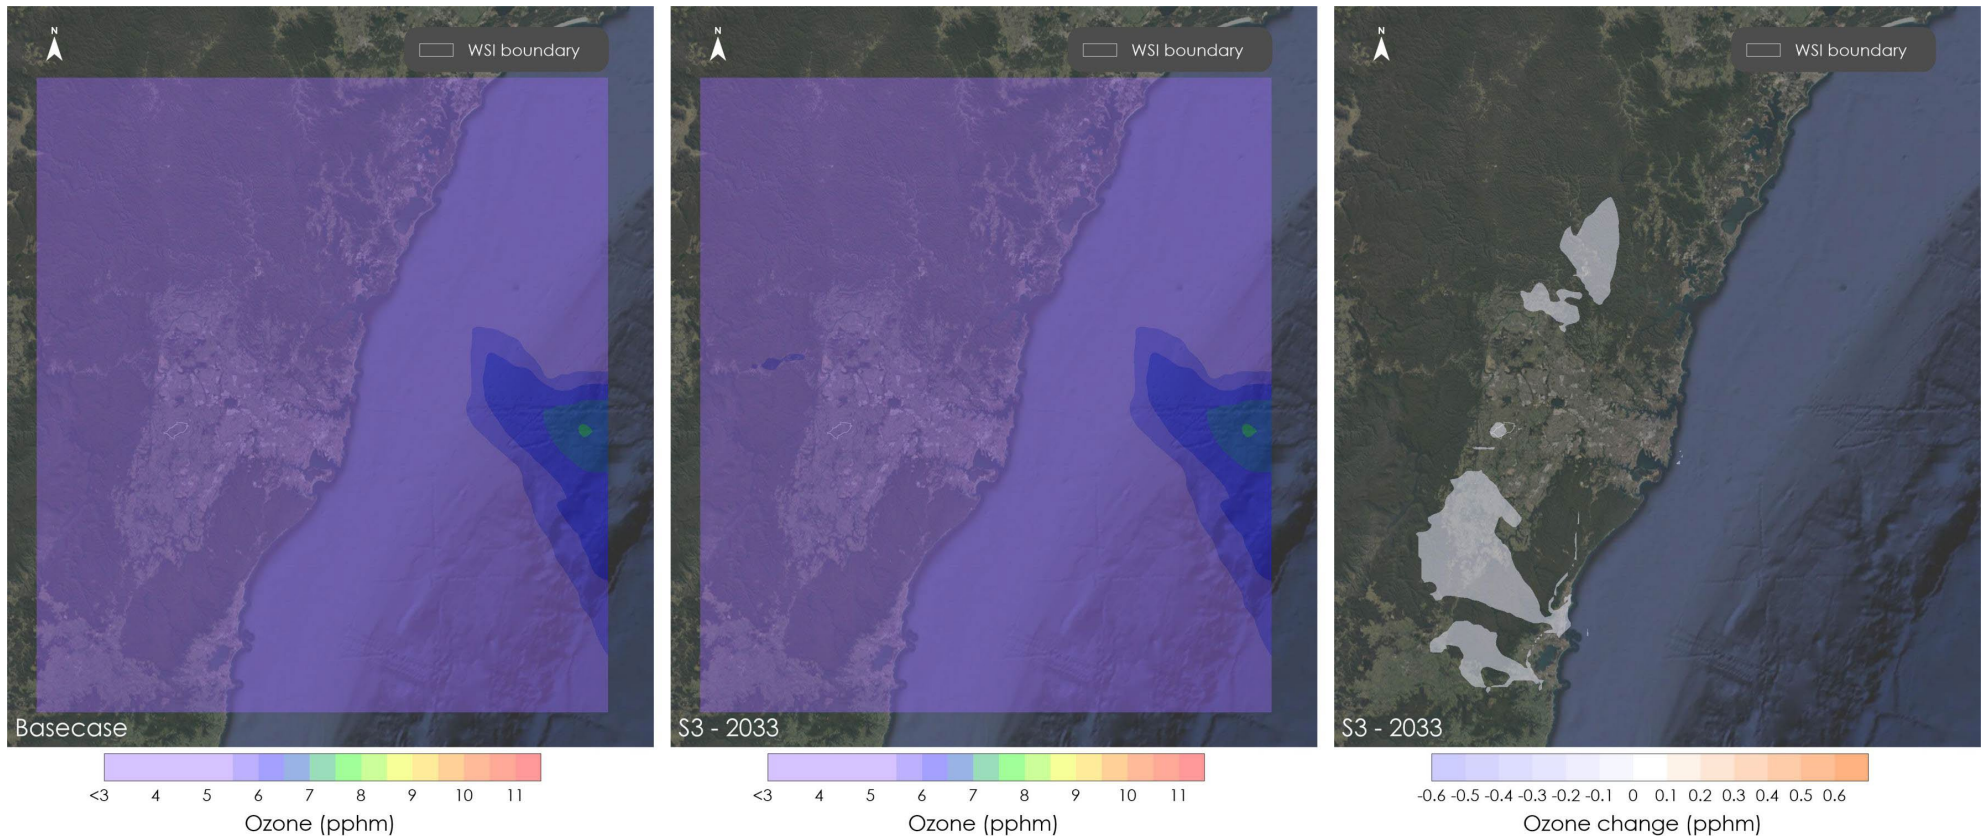 N
WSI boundary
Basecase
<3 4 5 6 7 8 9 10 11
Ozone (pphm)
N
WSI boundary
S3 - 2033
<3 4 5 6 7 8 9 10 11
Ozone (pphm)
N
WSI boundary
S3 - 2033
-0.6 -0.5 -0.4 -0.3 -0.2 -0.1 0 0.1 0.2 0.3 0.4 0.5 0.6
Ozone change (pphm)